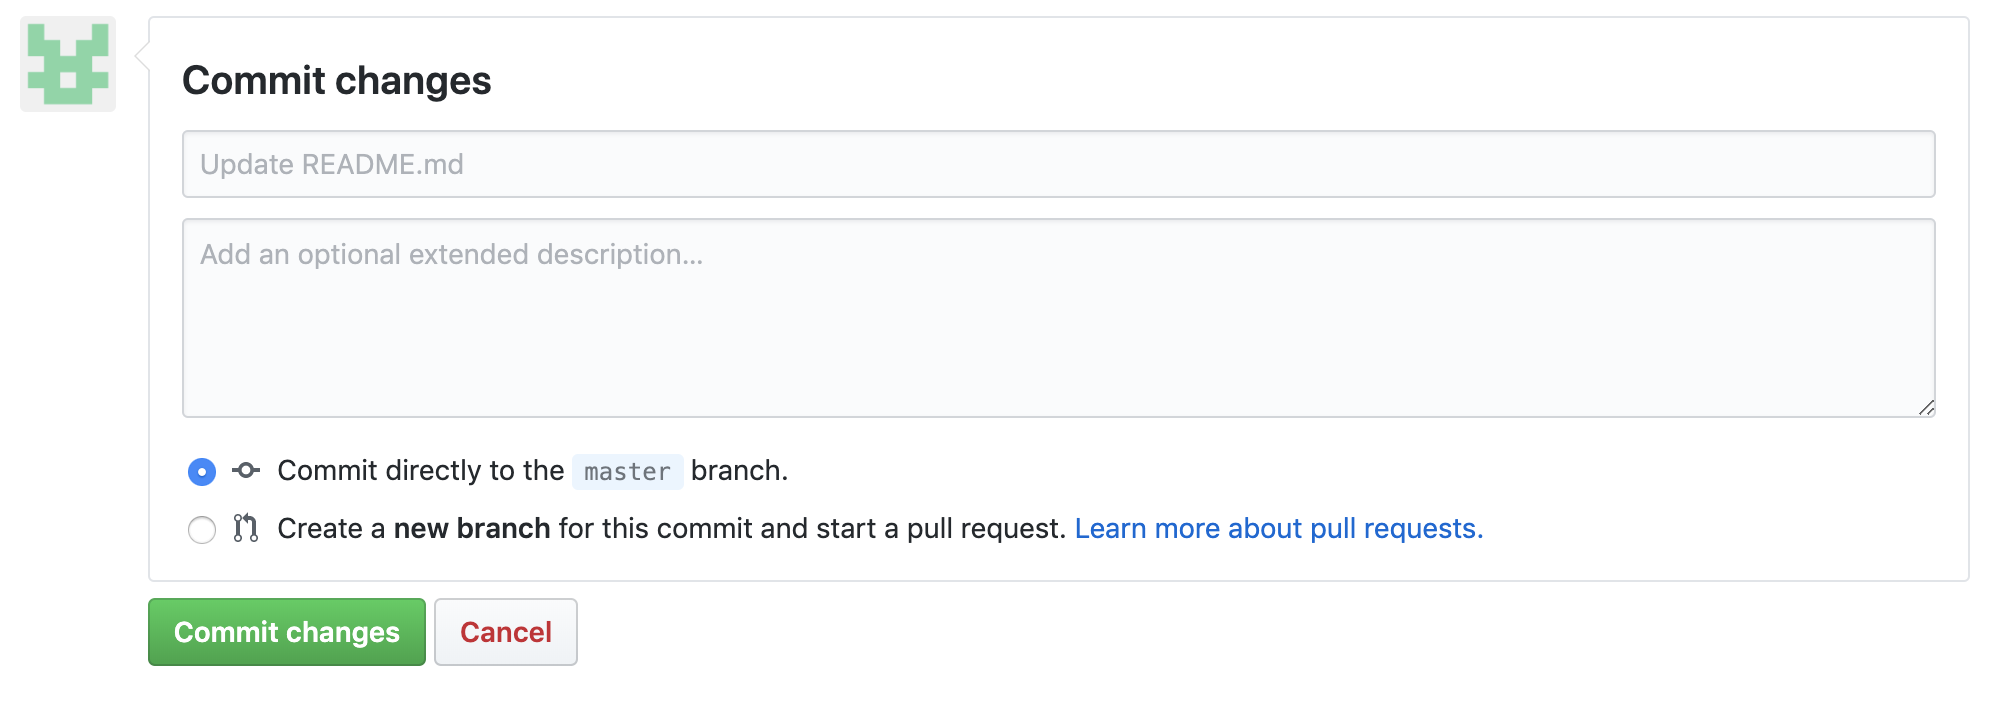 Commit changes
Update README.md
Add an optional extended description...
Commit directly to the master branch.
Create a new branch for this commit and start a pull request. Learn more about pull requests.
Commit changes
Cancel